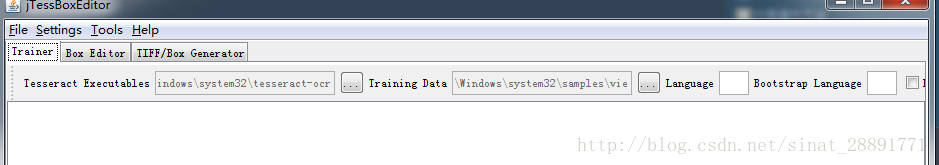 jTessBoxEditor
File Settings Tools Help
Trainer Box Editor TIFF/Box Generator
Tesseract Executables indows\system32\tesseract-ocr ... Training Data \Windows\system32\samples\vie ... Language Bootstrap Language
http://blog.csdn.net/sinat_28891771